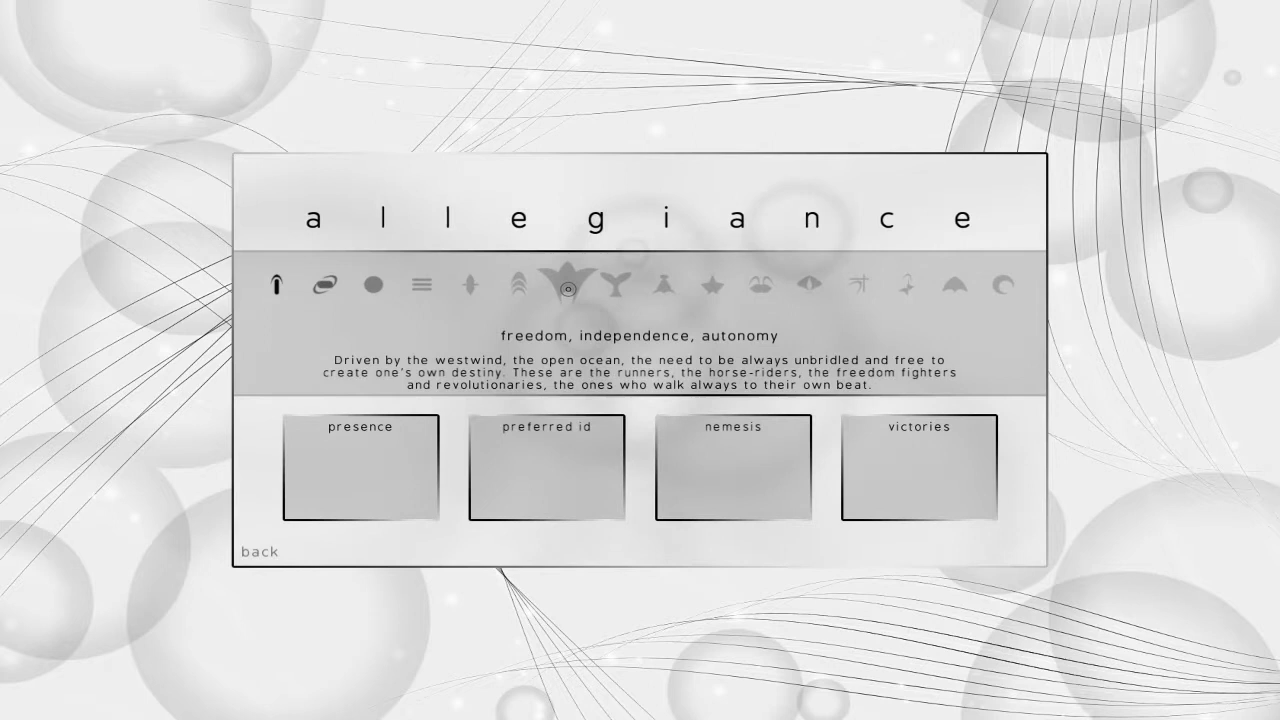 allegiance
freedom, independence, autonomy
Driven by the westwind, the open ocean, the need to be always unbridled and free to
create one's own destiny. These are the runners, the horse-riders, the freedom fighters
and revolutionaries, the ones who walk always to their own beat.
presence
preferred id
nemesis
victories
back